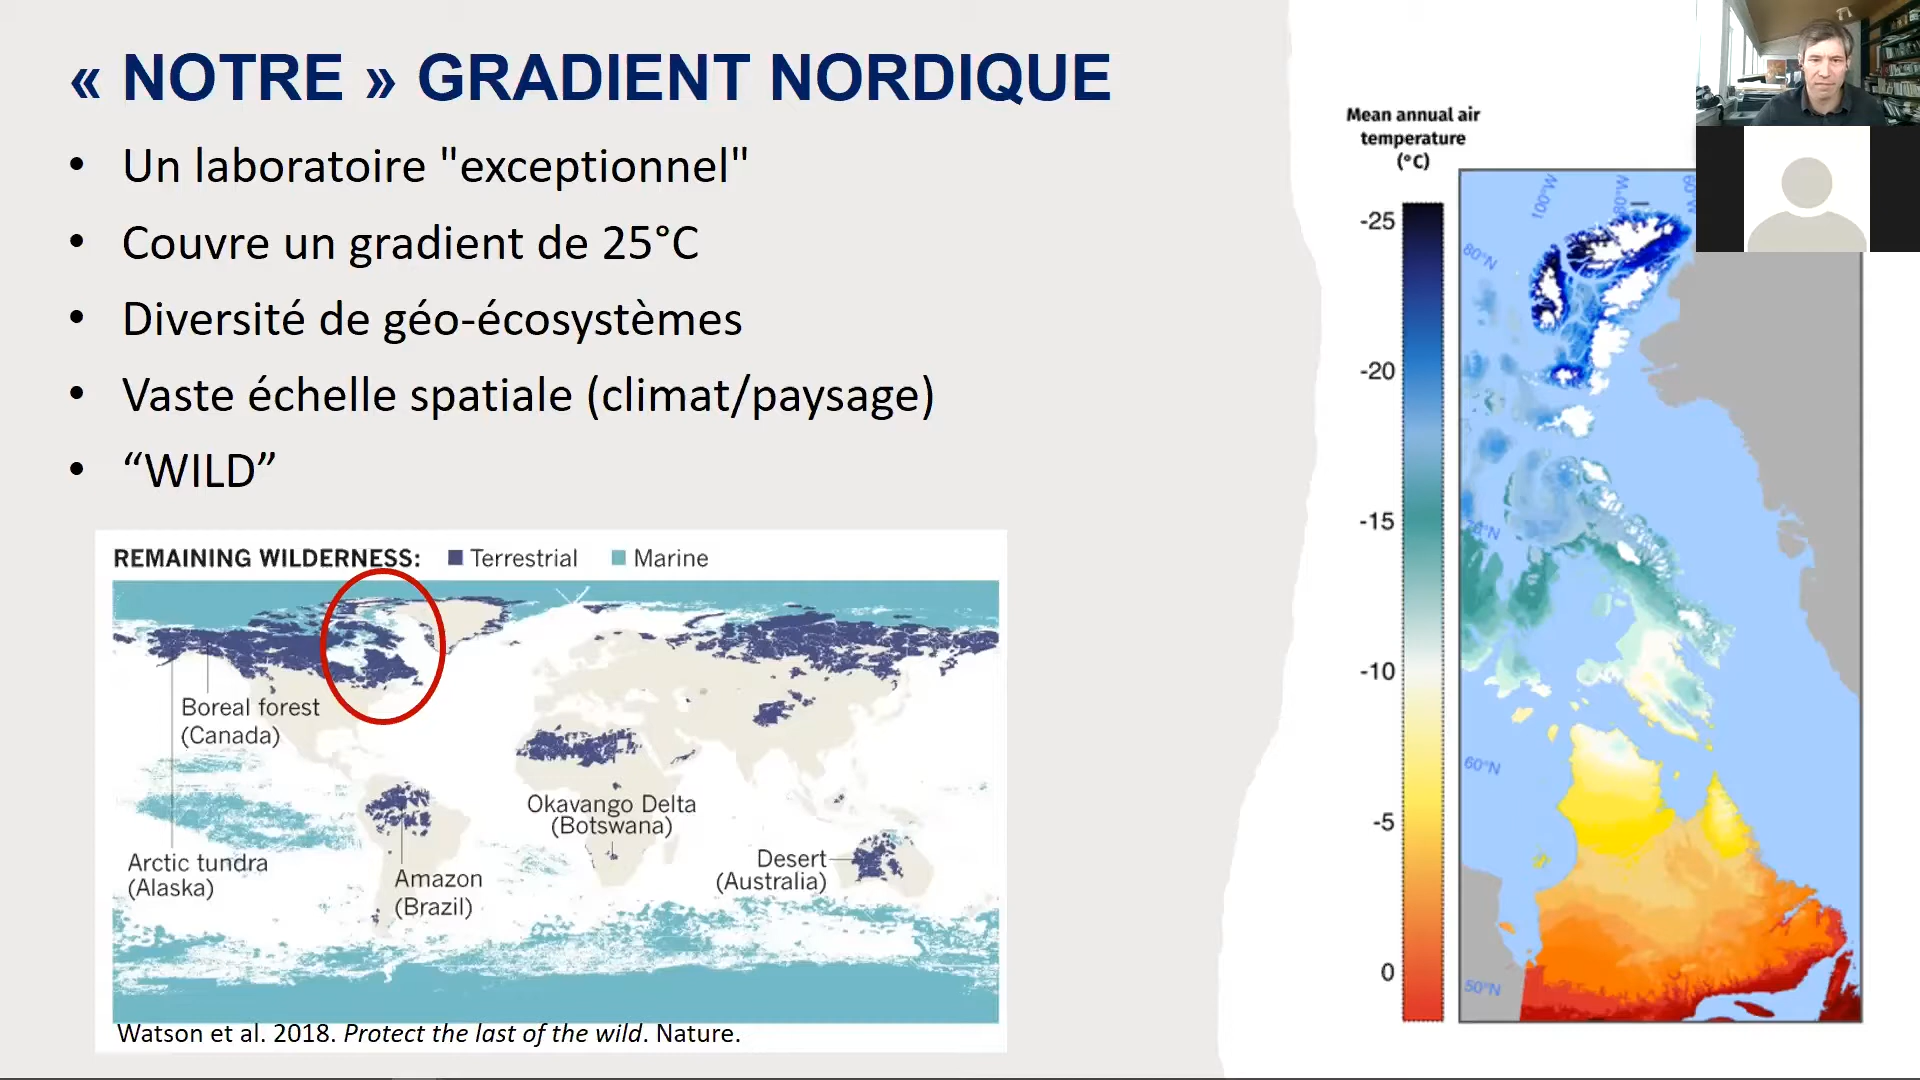 « NOTRE » GRADIENT NORDIQUE
• Un laboratoire "exceptionnel"
• Couvre un gradient de 25°C
• Diversité de géo-écosystèmes
• Vaste échelle spatiale (climat/paysage)
• “WILD”
REMAINING WILDERNESS: Terrestrial Marine
Boreal forest
(Canada)
Okavango Delta
(Botswana)
Arctic tundra
(Alaska)
Amazon
(Brazil)
Desert
(Australia)
Watson et al. 2018. Protect the last of the wild. Nature.
Mean annual air
temperature
(°C)
-25
-20
-15
-10
-5
0
100°W
80°W
60°W
80°N
70°N
60°N
50°N